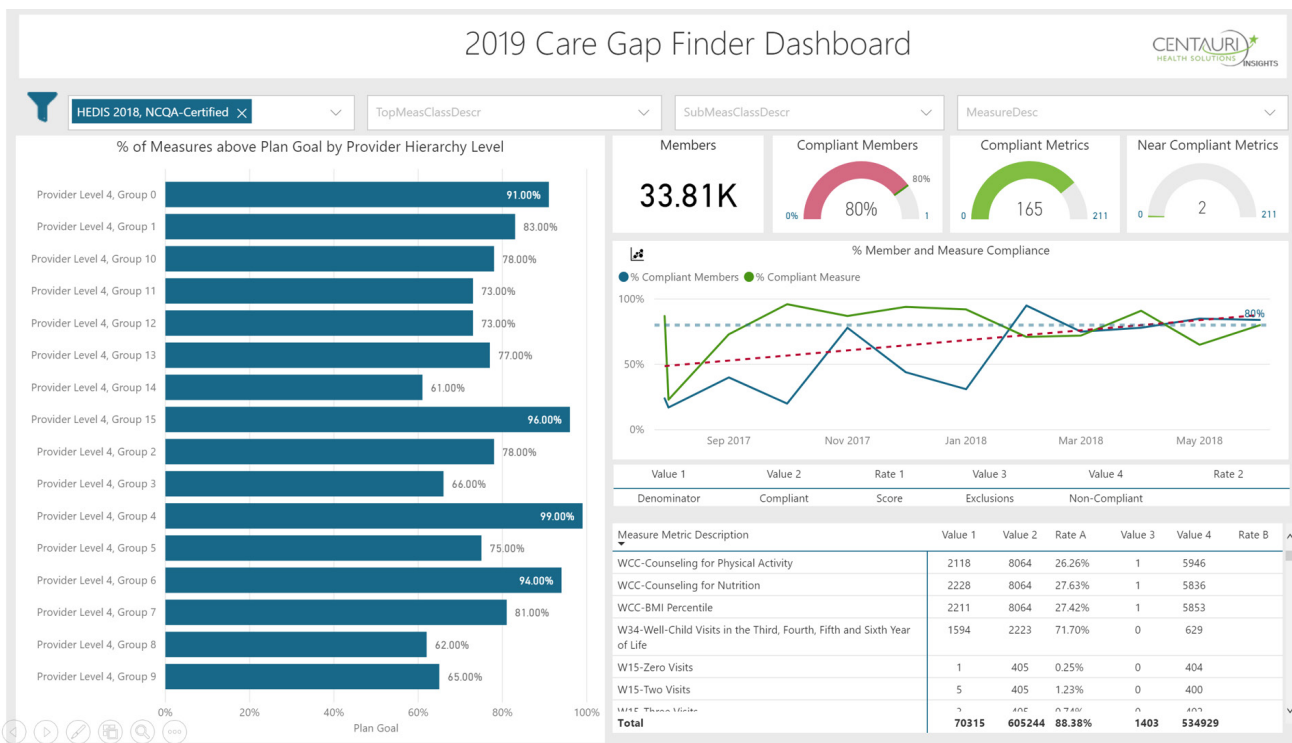 2019 Care Gap Finder Dashboard
CENTAURI
HEALTH SOLUTIONS
INSIGHTS
HEDIS 2018, NCQA-Certified ×
TopMeasClassDescr
SubMeasClassDescr
MeasureDesc
% of Measures above Plan Goal by Provider Hierarchy Level
Provider Level 4, Group 0 91.00%
Provider Level 4, Group 1 83.00%
Provider Level 4, Group 10 78.00%
Provider Level 4, Group 11 73.00%
Provider Level 4, Group 12 73.00%
Provider Level 4, Group 13 77.00%
Provider Level 4, Group 14 61.00%
Provider Level 4, Group 15 96.00%
Provider Level 4, Group 2 78.00%
Provider Level 4, Group 3 66.00%
Provider Level 4, Group 4 99.00%
Provider Level 4, Group 5 75.00%
Provider Level 4, Group 6 94.00%
Provider Level 4, Group 7 81.00%
Provider Level 4, Group 8 62.00%
Provider Level 4, Group 9 65.00%
0% 20% 40% 60% 80% 100%
Plan Goal
Members
33.81K
Compliant Members
80%
0% 80% 1
Compliant Metrics
0 165 211
Near Compliant Metrics
0 2 211
% Member and Measure Compliance
% Compliant Members % Compliant Measure
100%
80%
50%
0%
Sep 2017 Nov 2017 Jan 2018 Mar 2018 May 2018
Value 1 Value 2 Rate 1 Value 3 Value 4 Rate 2
Denominator Compliant Score Exclusions Non-Compliant
Measure Metric Description Value 1 Value 2 Rate A Value 3 Value 4 Rate B
WCC-Counseling for Physical Activity 2118 8064 26.26% 1 5946
WCC-Counseling for Nutrition 2228 8064 27.63% 1 5836
WCC-BMI Percentile 2211 8064 27.42% 1 5853
W34-Well-Child Visits in the Third, Fourth, Fifth and Sixth Year 1594 2223 71.70% 0 629
of Life
W15-Zero Visits 1 405 0.25% 0 404
W15-Two Visits 5 405 1.23% 0 400
W15-Three Visits
Total 70315 605244 88.38% 1403 534929